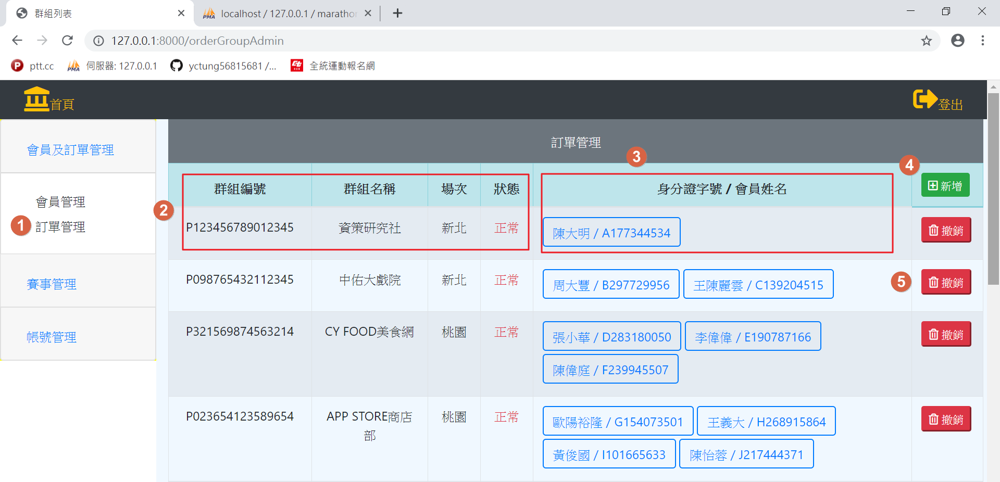 群組列表
PMA localhost / 127.0.0.1 / marathon
127.0.0.1:8000/orderGroupAdmin
P ptt.cc PMA 伺服器: 127.0.0.1 yctung56815681 /... 全統運動報名網
首頁 登出
會員及訂單管理
會員管理
1 訂單管理
賽事管理
帳號管理
訂單管理
3
4
2
群組編號 群組名稱 場次 狀態 身分證字號 / 會員姓名 新增
P123456789012345 資策研究社 新北 正常 陳大明 / A177344534 撤銷
P098765432112345 中佑大戲院 新北 正常 周大豐 / B297729956 王陳麗雲 / C139204515 5 撤銷
P321569874563214 CY FOOD美食網 桃園 正常 張小華 / D283180050 李偉偉 / E190787166 撤銷
陳偉庭 / F239945507
P023654123589654 APP STORE商店 桃園 正常 歐陽裕隆 / G154073501 王義大 / H268915864 撤銷
部
黃俊國 / I101665633 陳怡蓉 / J217444371